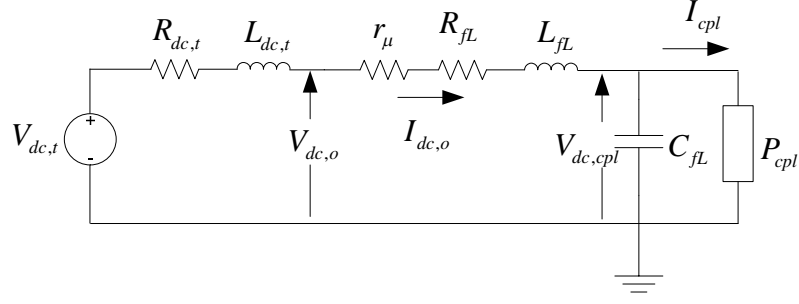 I_{cpl}
R_{dc,t} L_{dc,t} r_μ R_{fL} L_{fL}
V_{dc,t} + - V_{dc,o} I_{dc,o} V_{dc,cpl} C_{fL} P_{cpl}